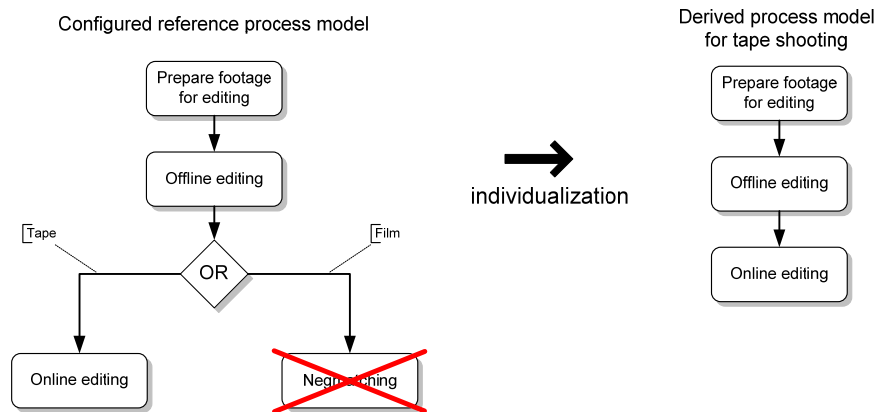 Configured reference process model
Prepare footage
for editing
Offline editing
Tape
Film
OR
Online editing
Negmatching
individualization
Derived process model
for tape shooting
Prepare footage
for editing
Offline editing
Online editing